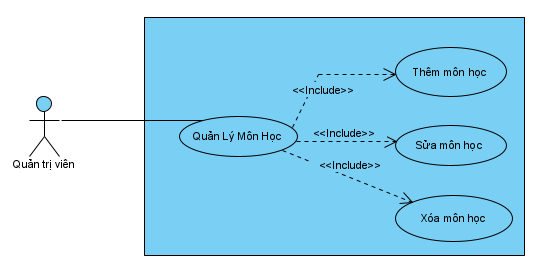 Thêm môn học
<<Include>>
Quản Lý Môn Học
<<Include>>
Sửa môn học
Quản trị viên
<<Include>>
Xóa môn học